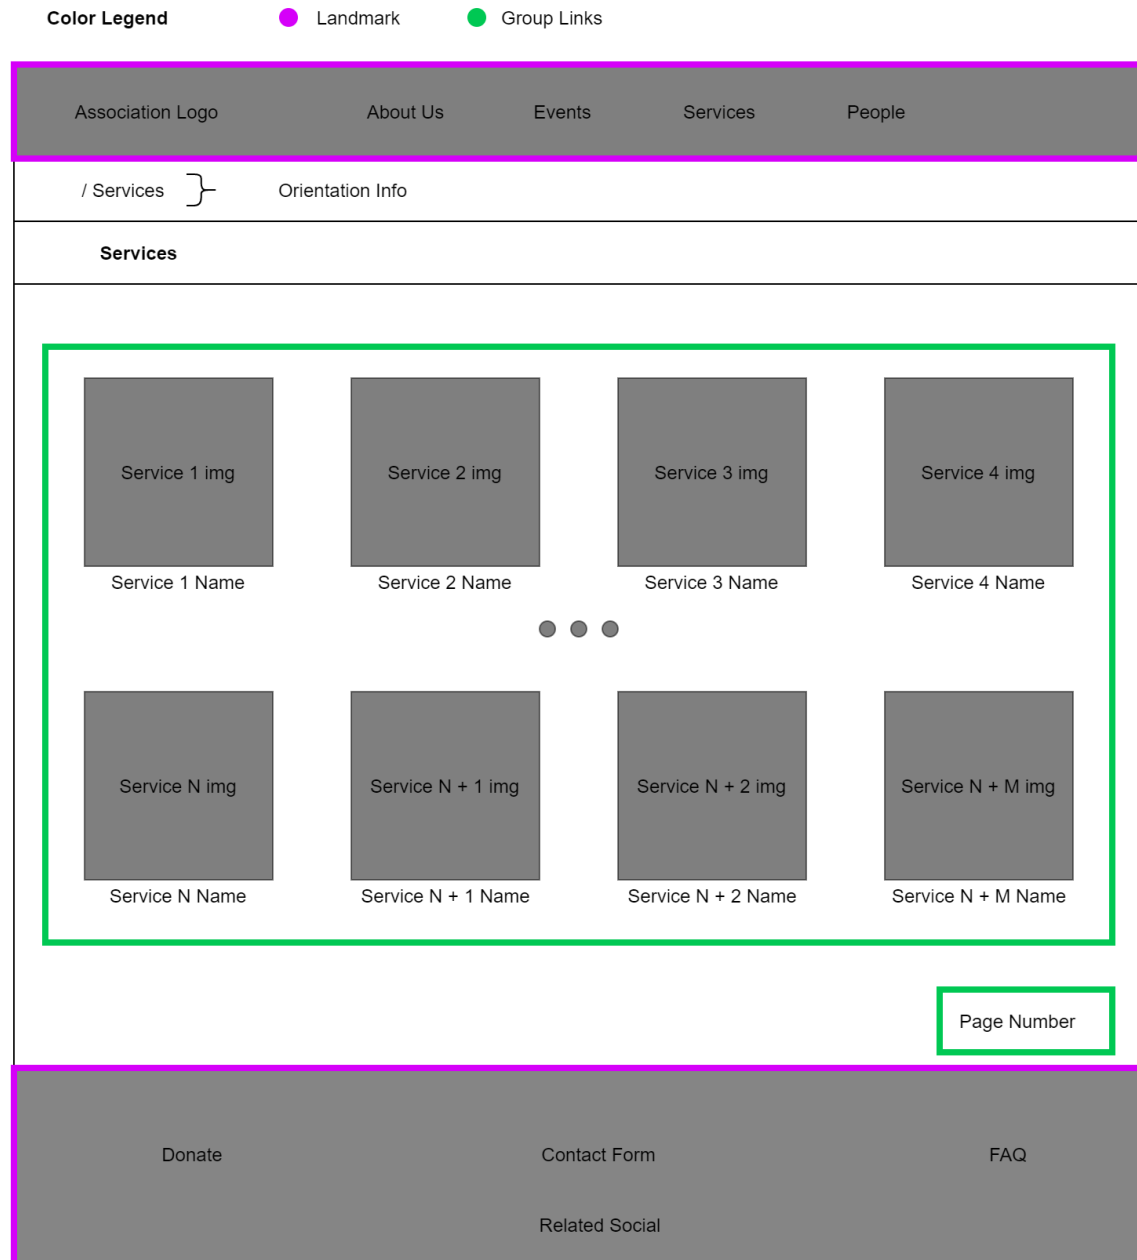 Color Legend Landmark Group Links
Association Logo About Us Events Services People
/ Services Orientation Info
Services
Service 1 img Service 2 img Service 3 img Service 4 img
Service 1 Name Service 2 Name Service 3 Name Service 4 Name
Service N img Service N + 1 img Service N + 2 img Service N + M img
Service N Name Service N + 1 Name Service N + 2 Name Service N + M Name
Page Number
Donate Contact Form FAQ
Related Social